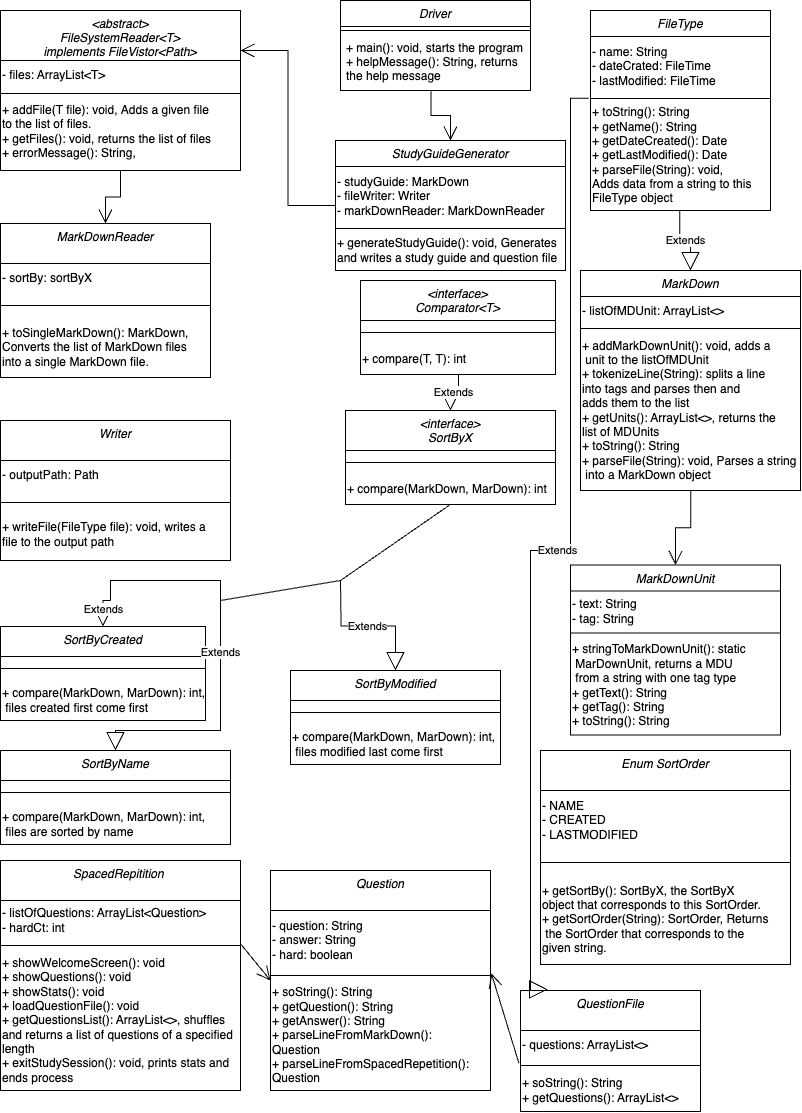 <abstract>
FileSystemReader<T>
implements FileVistor<Path>
- files: ArrayList<T>
+ addFile(T file): void, Adds a given file
to the list of files.
+ getFiles(): void, returns the list of files
+ errorMessage(): String,
Driver
+ main(): void, starts the program
+ helpMessage(): String, returns
the help message
FileType
- name: String
- dateCrated: FileTime
- lastModified: FileTime
+ toString(): String
+ getName(): String
+ getDateCreated(): Date
+ getLastModified(): Date
+ parseFile(String): void,
Adds data from a string to this
FileType object
Extends
StudyGuideGenerator
- studyGuide: MarkDown
- fileWriter: Writer
- markDownReader: MarkDownReader
+ generateStudyGuide(): void, Generates
and writes a study guide and question file
MarkDownReader
- sortBy: sortByX
+ toSingleMarkDown(): MarkDown,
Converts the list of MarkDown files
into a single MarkDown file.
<interface>
Comparator<T>
+ compare(T, T): int
Extends
<interface>
SortByX
+ compare(MarkDown, MarDown): int
MarkDown
- listOfMDUnit: ArrayList<>
+ addMarkDownUnit(): void, adds a
unit to the listOfMDUnit
+ tokenizeLine(String): splits a line
into tags and parses then and
adds them to the list
+ getUnits(): ArrayList<>, returns the
list of MDUnits
+ toString(): String
+ parseFile(String): void, Parses a string
into a MarkDown object
Writer
- outputPath: Path
+ writeFile(FileType file): void, writes a
file to the output path
Extends
MarkDownUnit
- text: String
- tag: String
+ stringToMarkDownUnit(): static
MarDownUnit, returns a MDU
from a string with one tag type
+ getText(): String
+ getTag(): String
+ toString(): String
Extends
Extends
Extends
SortByCreated
+ compare(MarkDown, MarDown): int,
files created first come first
SortByModified
+ compare(MarkDown, MarDown): int,
files modified last come first
SortByName
+ compare(MarkDown, MarDown): int,
files are sorted by name
Enum SortOrder
- NAME
- CREATED
- LASTMODIFIED
+ getSortBy(): SortByX, the SortByX
object that corresponds to this SortOrder.
+ getSortOrder(String): SortOrder, Returns
the SortOrder that corresponds to the
given string.
SpacedRepitition
- listOfQuestions: ArrayList<Question>
- hardCt: int
+ showWelcomeScreen(): void
+ showQuestions(): void
+ showStats(): void
+ loadQuestionFile(): void
+ getQuestionsList(): ArrayList<>, shuffles
and returns a list of questions of a specified
length
+ exitStudySession(): void, prints stats and
ends process
Question
- question: String
- answer: String
- hard: boolean
+ soString(): String
+ getQuestion(): String
+ getAnswer(): String
+ parseLineFromMarkDown():
Question
+ parseLineFromSpacedRepetition():
Question
QuestionFile
- questions: ArrayList<>
+ soString(): String
+ getQuestions(): ArrayList<>